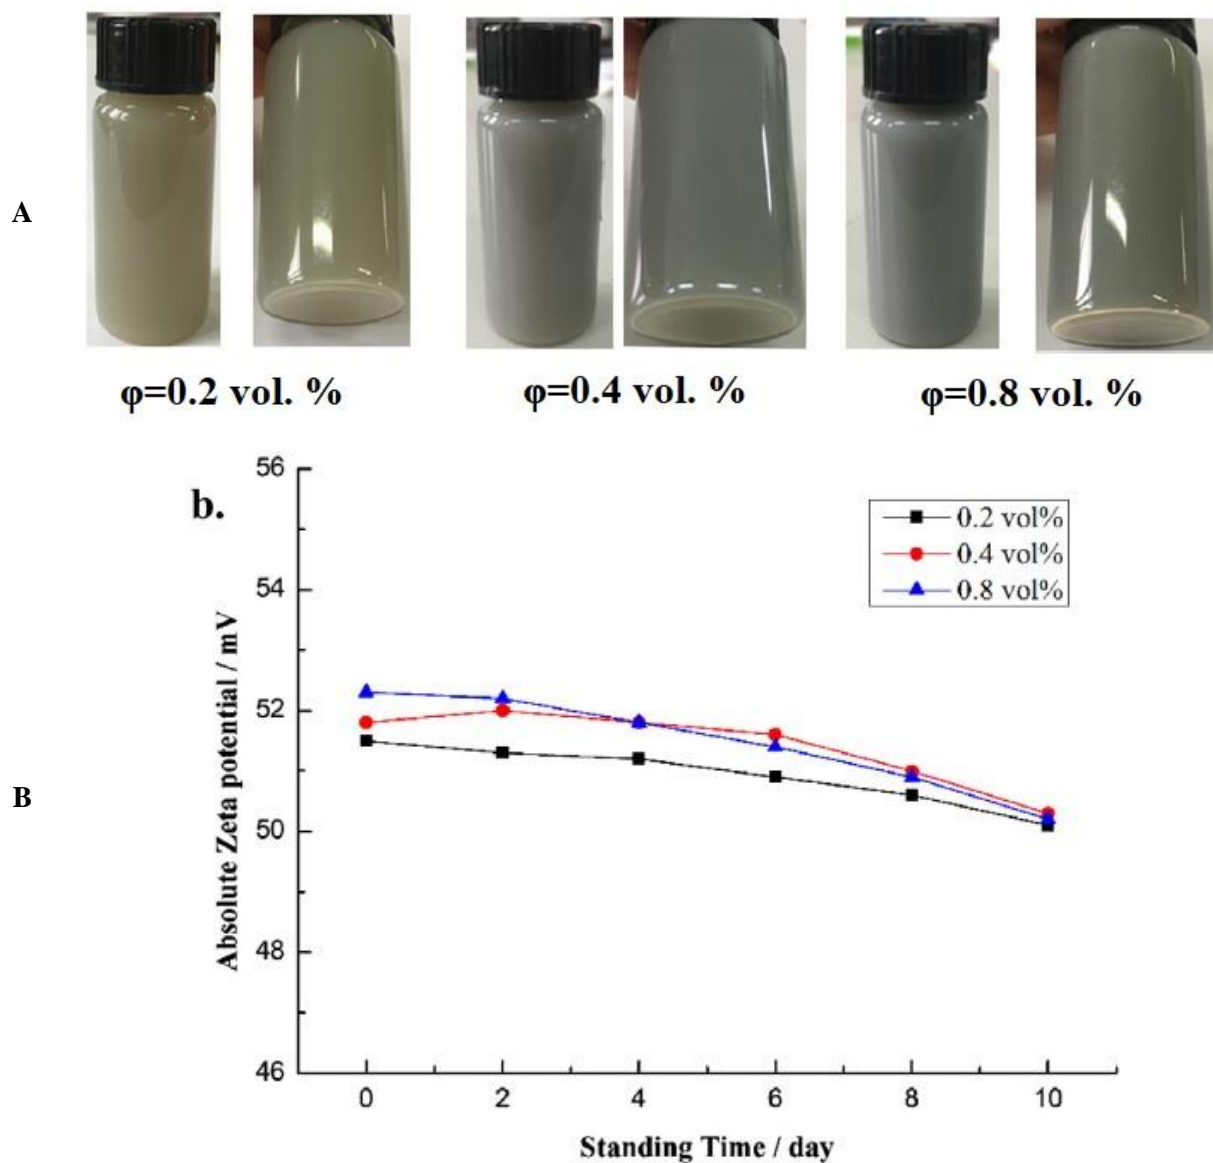 A
φ=0.2 vol. %
φ=0.4 vol. %
φ=0.8 vol. %
B
b.
56
54
52
50
48
46
Absolute Zeta potential / mV
0.2 vol%
0.4 vol%
0.8 vol%
0 2 4 6 8 10
Standing Time / day